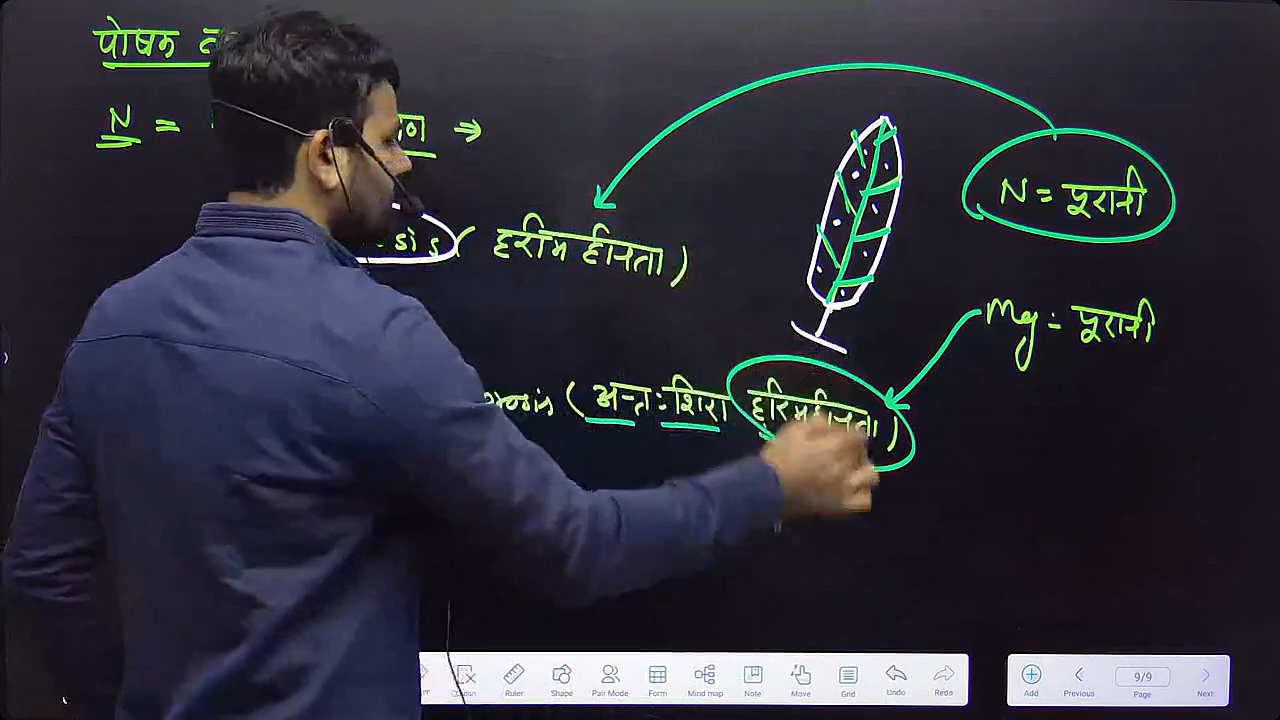 पोषक
N =
→
N = पूरानी
sis ( हरीम हीनता )
Mg = पूरानी
( अन्त: शिरा हरिमहीनता )
Ruler
Shape
Pair Mode
Form
Mind map
Note
Move
Grid
Undo
Redo
Add
Previous
9/9
Page
Next